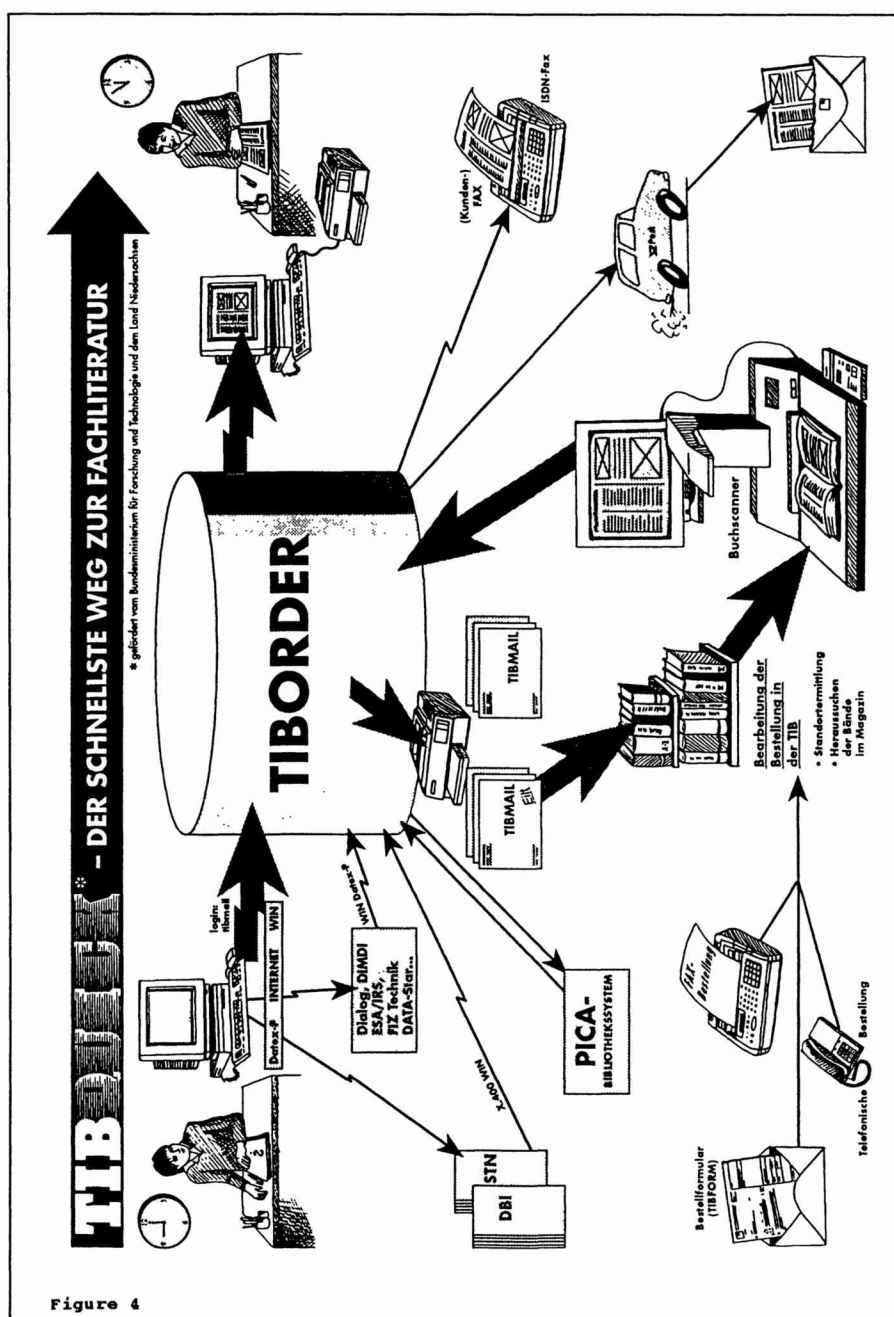 TIBQUICK* – DER SCHNELLSTE WEG ZUR FACHLITERATUR
* gefördert vom Bundesministerium für Forschung und Technologie und dem Land Niedersachsen
login:
tibmail
Datex-P INTERNET WIN
Dialog, DIMDI
ESA/IRS,
FIZ Technik
DATA-Star...
WIN Datex-P
STN
DBI
X.400 WIN
PICA-
BIBLIOTHEKSSYSTEM
TIBORDER
TIBMAIL
Eilt
TIBMAIL
(Kunden-)
FAX
ISDN-Fax
Post
Buchscanner
Bearbeitung der
Bestellung in
der TIB
• Standortermittlung
• Heraussuchen
der Bände
im Magazin
Bestellformular
(TIBFORM)
FAX-
Bestellung
Telefonische Bestellung
Figure 4